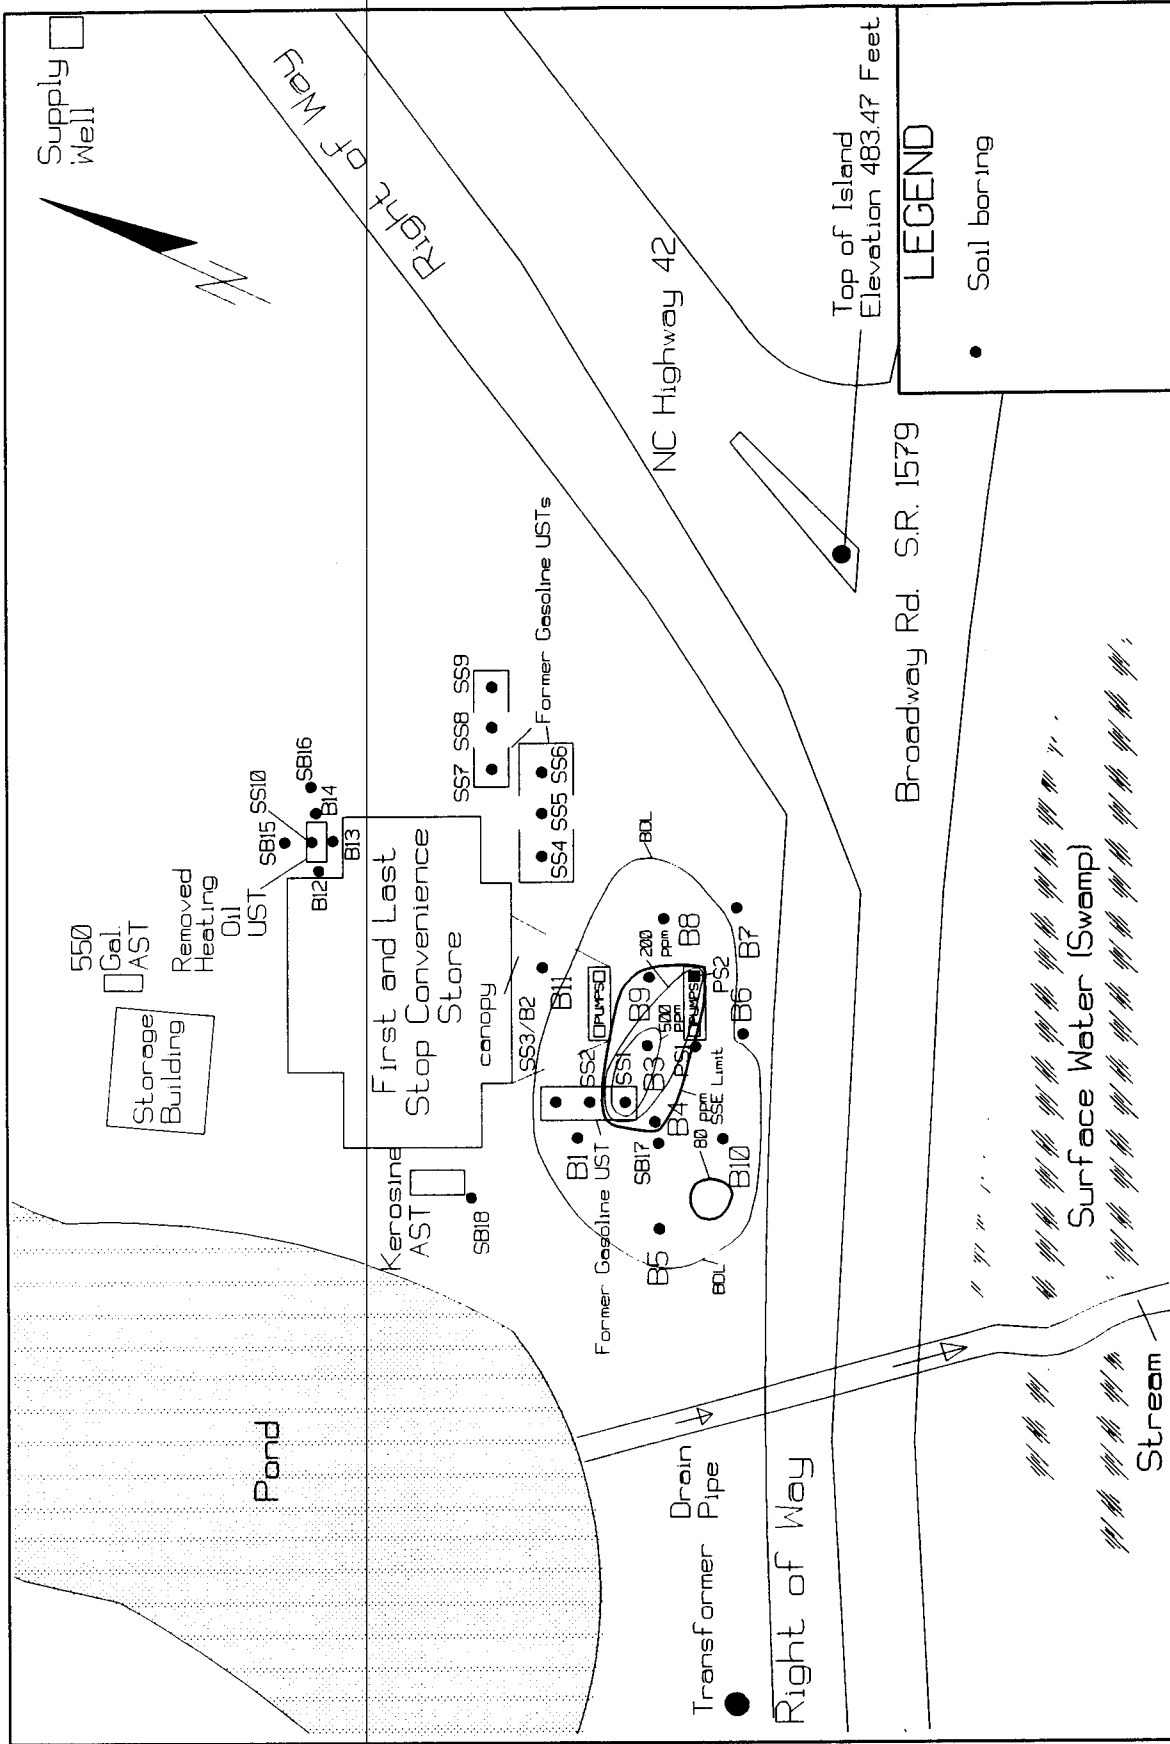 Supply
Well
Right of Way
NC Highway 42
Top of Island
Elevation 483.47 Feet
LEGEND
Soil boring
Broadway Rd. S.R. 1579
550
Gal.
AST
Removed
Heating
Oil
UST
SB15
SS10
SB16
B14
B13
B12
Storage
Building
First and Last
Stop Convenience
Store
canopy
SS7
SS8
SS9
Former Gasoline USTs
SS4
SS5
SS6
Kerosine
AST
SB18
SS3/B2
B11
PUMPS
BDL
SS2
SS1
B9
200
ppm
B8
B7
500
ppm
B3
PUMPS
PS2
PS1
B6
B4
80 ppm
SSE Limit
B1
Former Gasoline UST
SB17
B10
B5
BDL
Pond
Drain
Pipe
Transformer
Right of Way
Surface Water (Swamp)
Stream